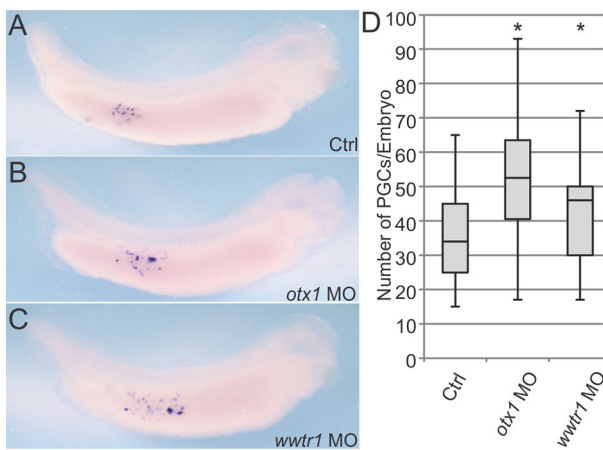 A
Ctrl
B
otx1 MO
C
wwtr1 MO
D
Number of PGCs/Embryo
100
90
80
70
60
50
40
30
20
10
0
* *
Ctrl
otx1 MO
wwtr1 MO